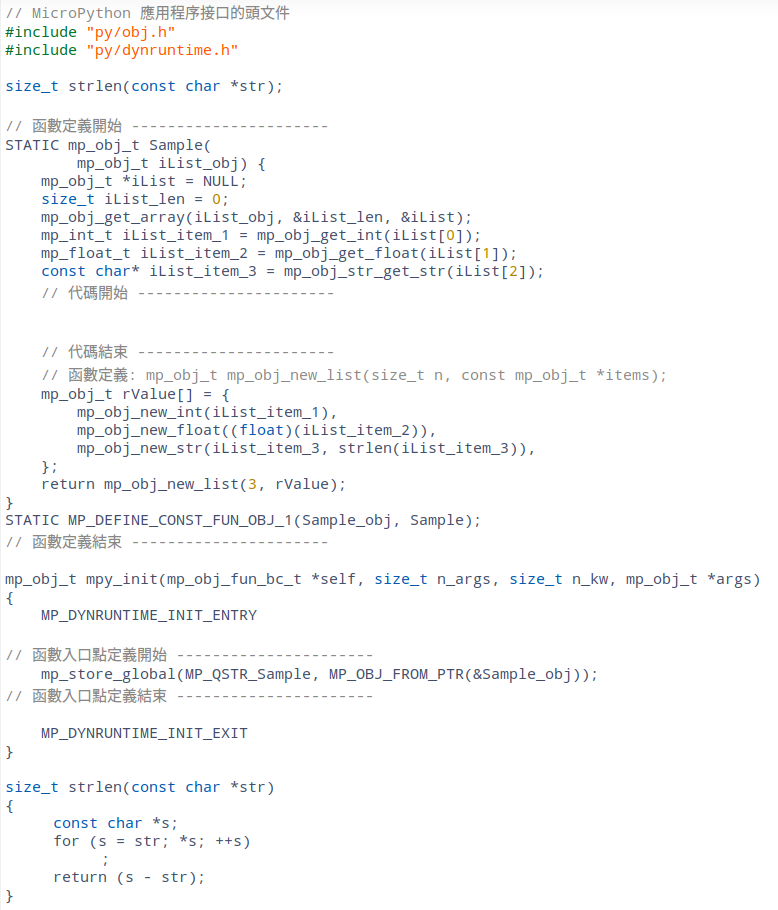 // MicroPython 應用程序接口的頭文件
#include "py/obj.h"
#include "py/dynruntime.h"

size_t strlen(const char *str);

// 函數定義開始 ----------------------
STATIC mp_obj_t Sample(
        mp_obj_t iList_obj) {
    mp_obj_t *iList = NULL;
    size_t iList_len = 0;
    mp_obj_get_array(iList_obj, &iList_len, &iList);
    mp_int_t iList_item_1 = mp_obj_get_int(iList[0]);
    mp_float_t iList_item_2 = mp_obj_get_float(iList[1]);
    const char* iList_item_3 = mp_obj_str_get_str(iList[2]);
    // 代碼開始 ----------------------

    // 代碼結束 ----------------------
    // 函數定義: mp_obj_t mp_obj_new_list(size_t n, const mp_obj_t *items);
    mp_obj_t rValue[] = {
        mp_obj_new_int(iList_item_1),
        mp_obj_new_float((float)(iList_item_2)),
        mp_obj_new_str(iList_item_3, strlen(iList_item_3)),
    };
    return mp_obj_new_list(3, rValue);
}
STATIC MP_DEFINE_CONST_FUN_OBJ_1(Sample_obj, Sample);
// 函數定義結束 ----------------------

mp_obj_t mpy_init(mp_obj_fun_bc_t *self, size_t n_args, size_t n_kw, mp_obj_t *args)
{
    MP_DYNRUNTIME_INIT_ENTRY

// 函數入口點定義開始 ----------------------
    mp_store_global(MP_QSTR_Sample, MP_OBJ_FROM_PTR(&Sample_obj));
// 函數入口點定義結束 ----------------------

    MP_DYNRUNTIME_INIT_EXIT
}

size_t strlen(const char *str)
{
     const char *s;
     for (s = str; *s; ++s)
          ;
     return (s - str);
}